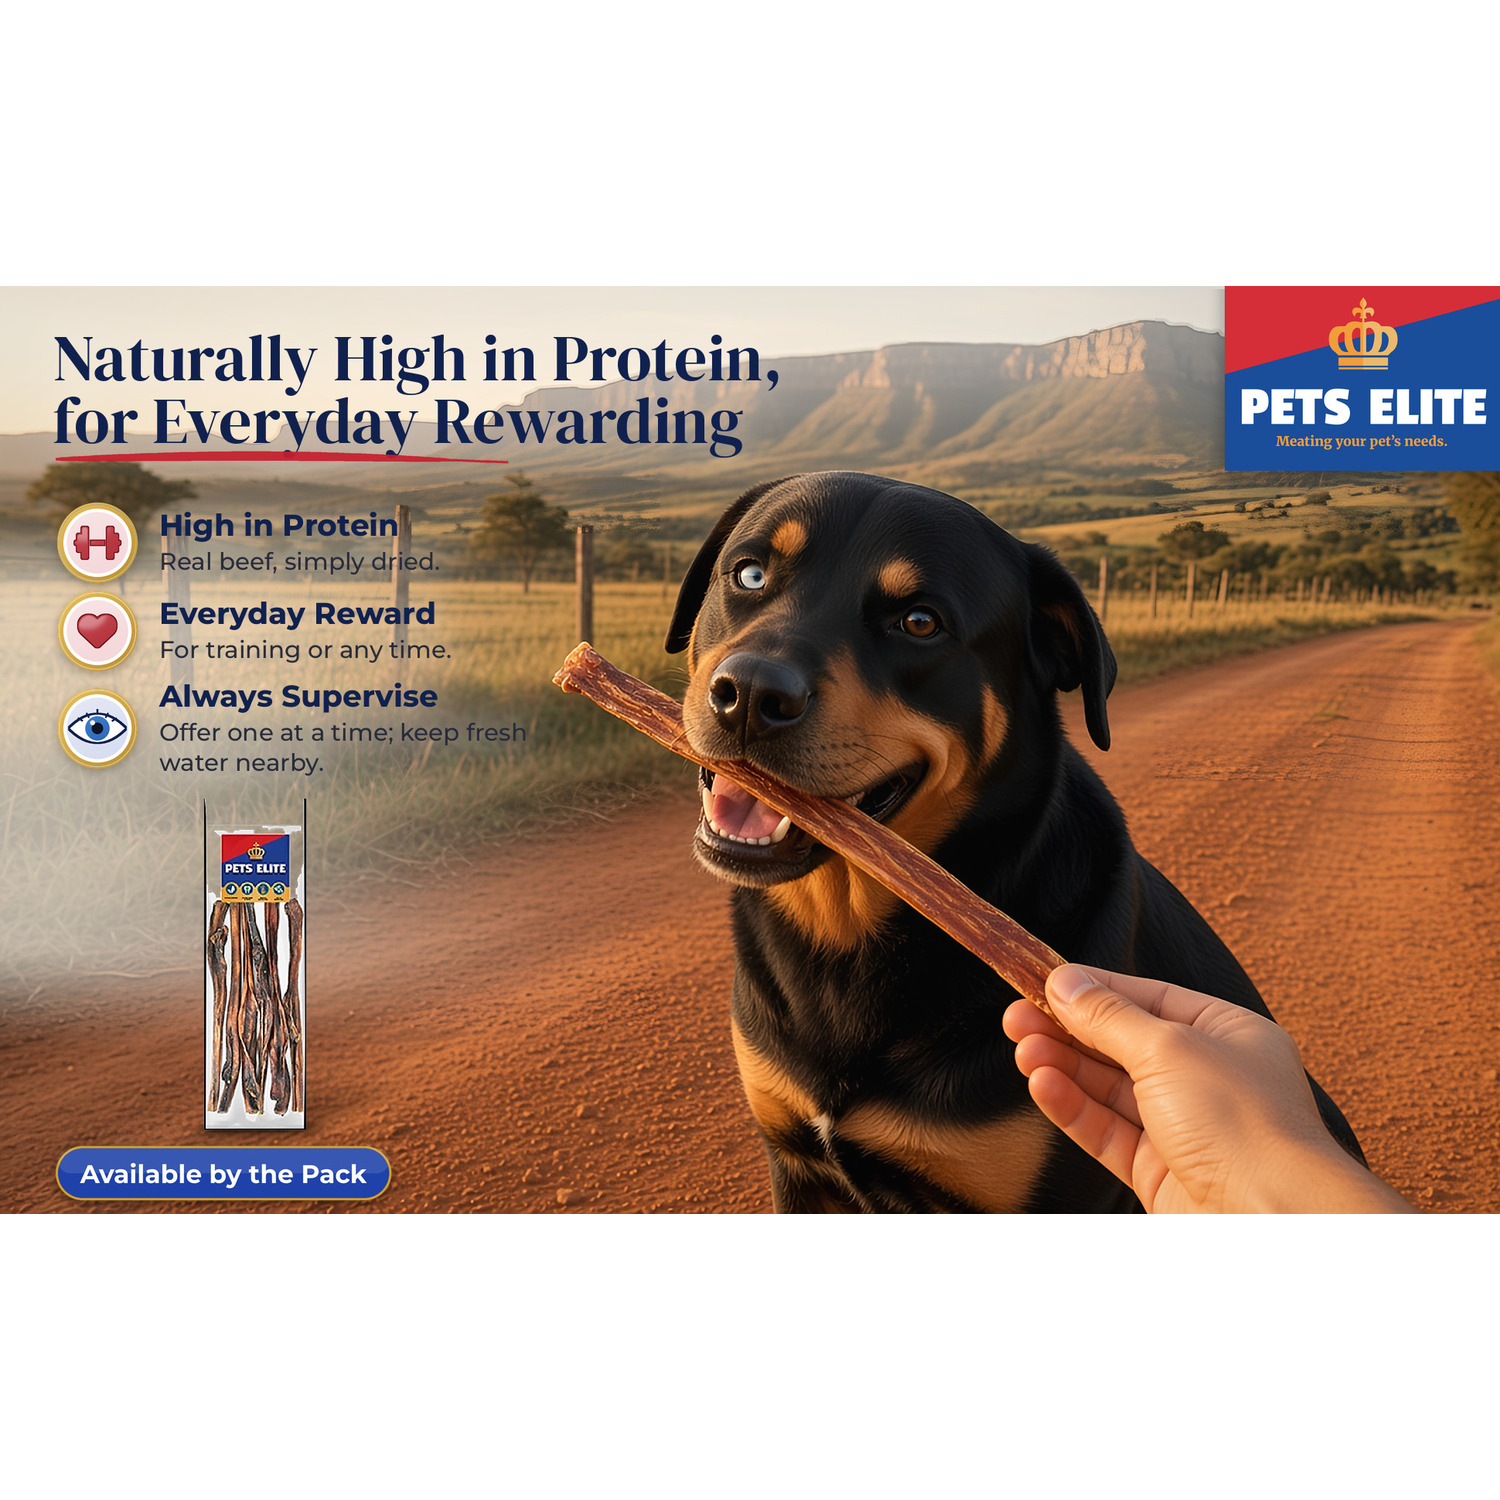 Naturally High in Protein,
for Everyday Rewarding
PETS ELITE
Meating your pet's needs.
High in Protein
Real beef, simply dried.
Everyday Reward
For training or any time.
Always Supervise
Offer one at a time; keep fresh
water nearby.
PETS ELITE
Available by the Pack